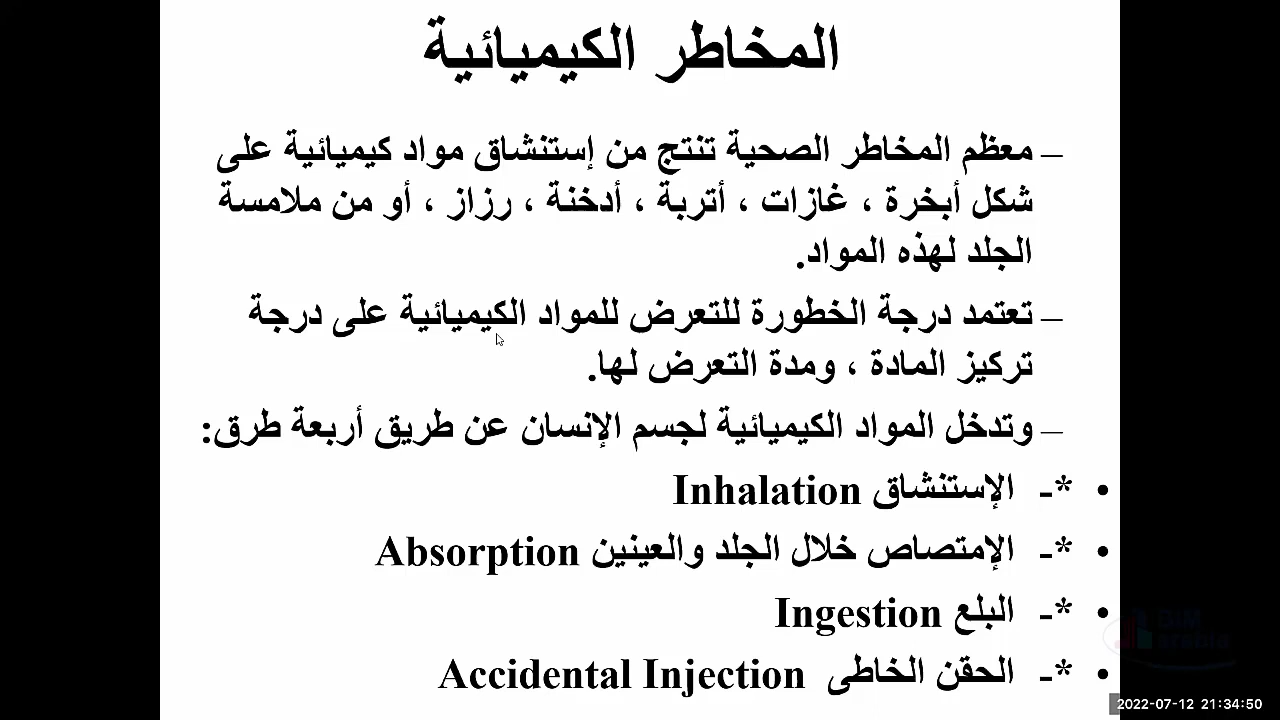 المخاطر الكيميائية
– معظم المخاطر الصحية تنتج من إستنشاق مواد كيميائية على
شكل أبخرة ، غازات ، أتربة ، أدخنة ، رزاز ، أو من ملامسة
الجلد لهذه المواد.
– تعتمد درجة الخطورة للتعرض للمواد الكيميائية على درجة
تركيز المادة ، ومدة التعرض لها.
– وتدخل المواد الكيميائية لجسم الإنسان عن طريق أربعة طرق:
• *- الإستنشاق Inhalation
• *- الإمتصاص خلال الجلد والعينين Absorption
• *- البلع Ingestion
• *- الحقن الخاطى Accidental Injection
2022-07-12 21:34:50